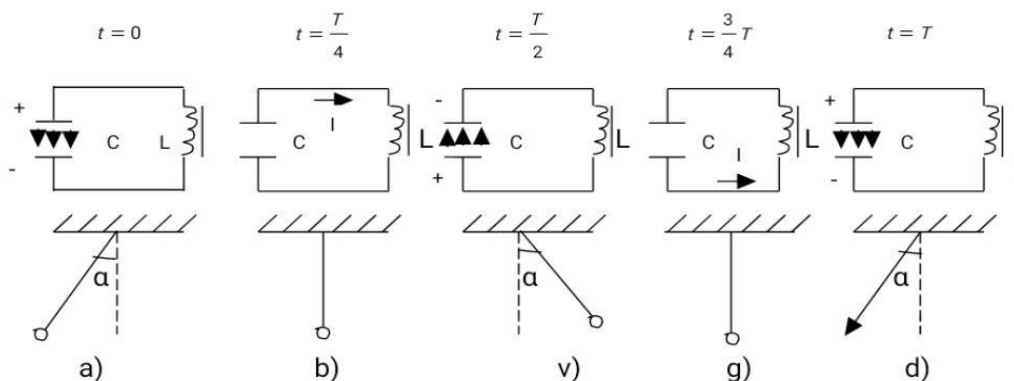 t = 0
t = T/4
t = T/2
t = 3/4 T
t = T
+
-
C
L
I
C
L
-
+
C
L
I
C
L
+
-
C
α
α
α
a)
b)
v)
g)
d)